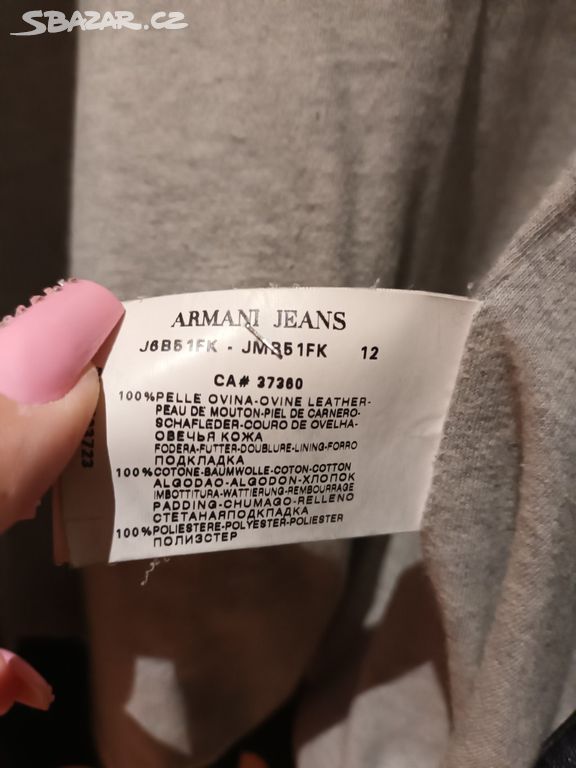 SBAZAR.CZ
ARMANI JEANS
J6B51FK - JMB51FK 12
CA# 37360
100%PELLE OVINA-OVINE LEATHER-
PEAU DE MOUTON-PIEL DE CARNERO-
SCHAFLEDER-COURO DE OVELHA-
ОВЕЧЬЯ КОЖА
FODERA-FUTTER-DOUBLURE-LINING-FORRO
ПОДКЛАДКА
100%COTONE-BAUMWOLLE-COTON-COTTON
ALGODAO-ALGODON-ХЛОПОК
IMBOTTITURA-WATTIERUNG-REMBOURRAGE
PADDING-CHUMAGO-RELLENO
СТЕГАНАЯПОДКЛАДКА
100%POLIESTERE-POLYESTER-POLIESTER
ПОЛИЭСТЕР